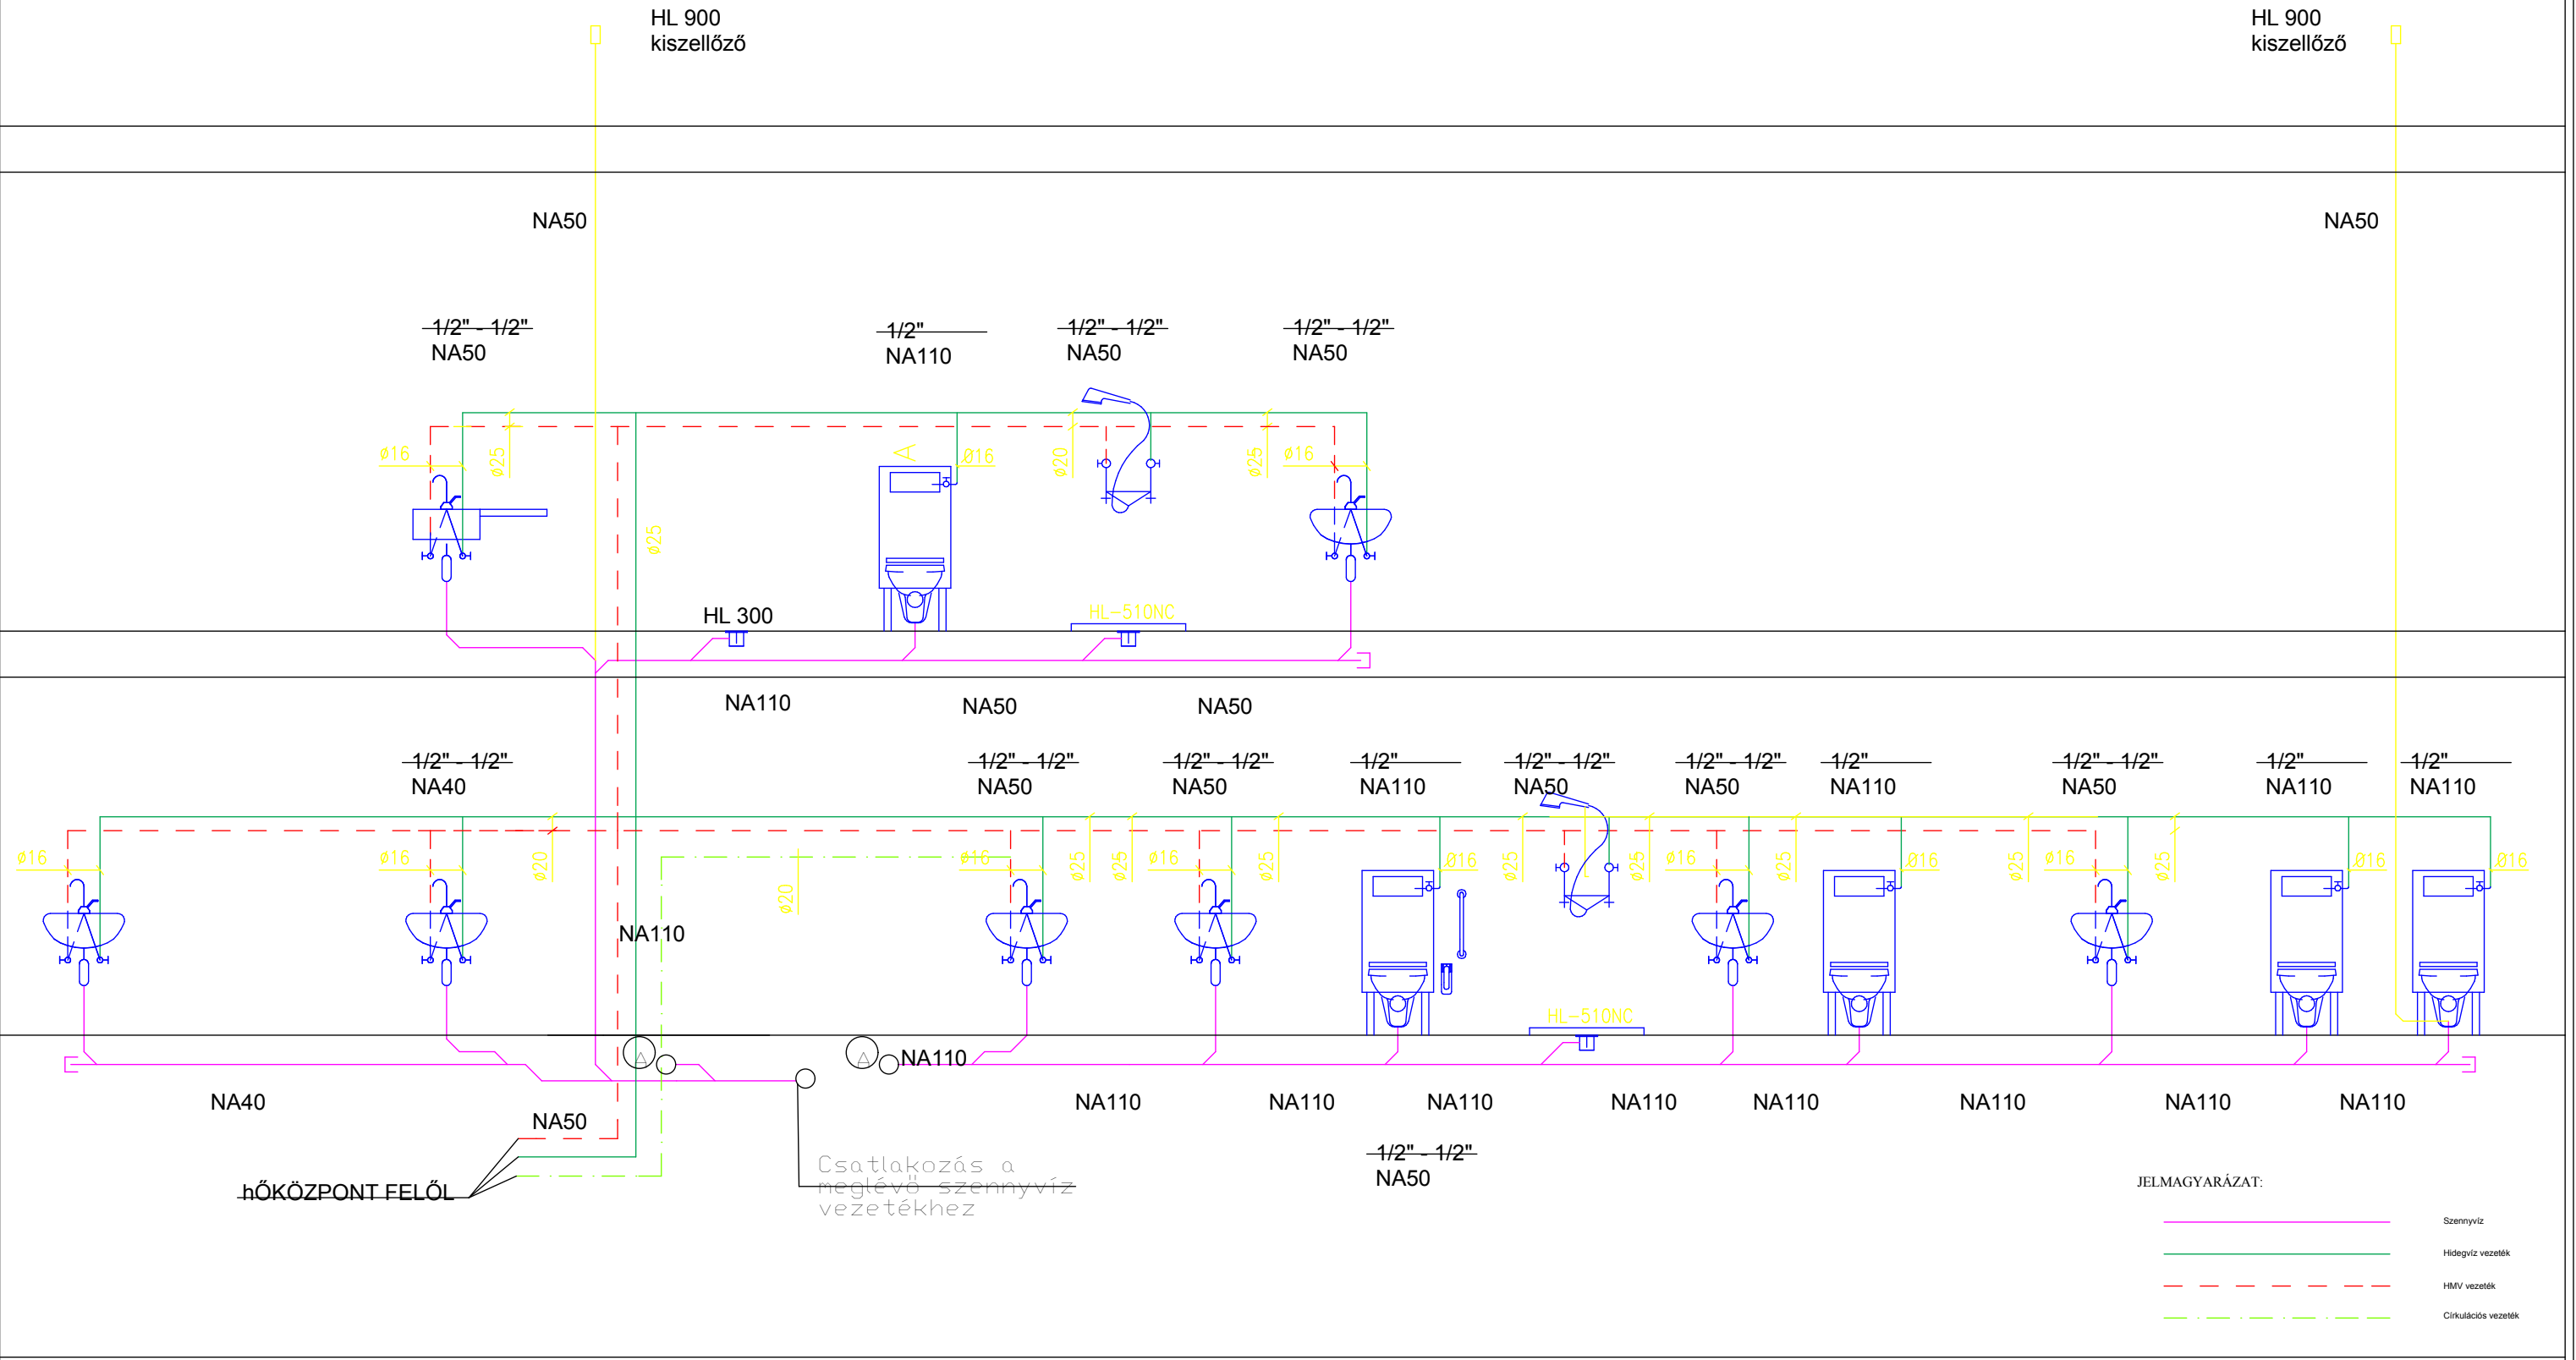 HL 900
kiszellőző
HL 900
kiszellőző
NA50
NA50
1/2" - 1/2"
NA50
1/2"
NA110
1/2" - 1/2"
NA50
1/2" - 1/2"
NA50
ø16
ø25
A
Ø16
ø20
ø25
ø16
ø25
HL 300
HL-510NC
NA110
NA50
NA50
1/2" - 1/2"
NA40
1/2" - 1/2"
NA50
1/2" - 1/2"
NA50
1/2"
NA110
1/2" - 1/2"
NA50
1/2" - 1/2"
NA50
1/2"
NA110
1/2" - 1/2"
NA50
1/2"
NA110
1/2"
NA110
ø16
ø16
ø20
ø20
ø16
ø25
ø25
ø16
ø25
Ø16
ø25
ø25
ø16
ø25
Ø16
ø25
ø16
ø25
Ø16
Ø16
NA110
HL-510NC
A
A
NA110
NA40
NA50
NA110
NA110
NA110
NA110
NA110
NA110
NA110
NA110
1/2" - 1/2"
NA50
hŐKÖZPONT FELŐL
Csatlakozás a
meglévő szennyvíz
vezetékhez
JELMAGYARÁZAT:
Szennyvíz
Hidegvíz vezeték
HMV vezeték
Církulációs vezeték